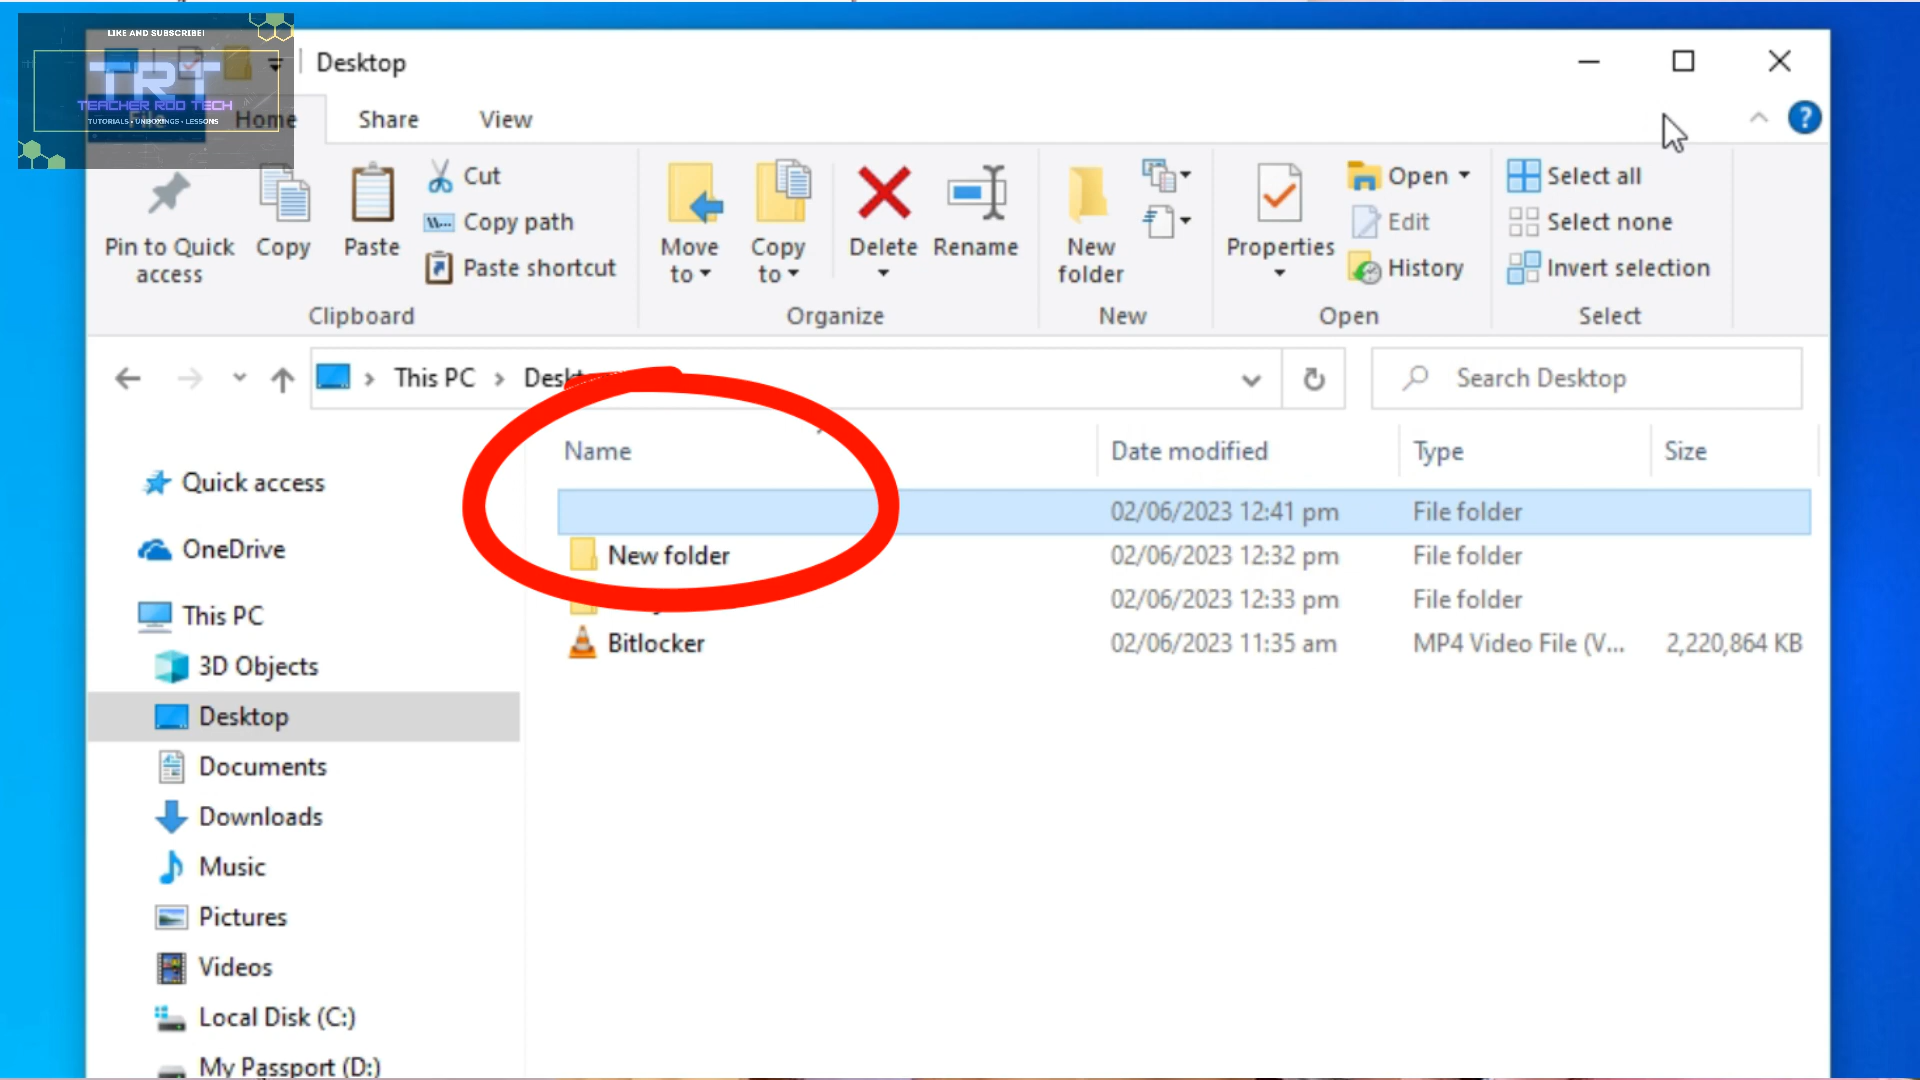 LIKE AND SUBSCRIBE!
TRT
TEACHER ROD TECH
TUTORIALS • UNBOXINGS • LESSONS
Desktop
File Home Share View
Pin to Quick access
Copy
Paste
Cut
Copy path
Paste shortcut
Clipboard
Move to
Copy to
Delete
Rename
Organize
New folder
New
Properties
Open
Edit
History
Open
Select all
Select none
Invert selection
Select
This PC > Desk
Search Desktop
Name Date modified Type Size
02/06/2023 12:41 pm File folder
New folder 02/06/2023 12:32 pm File folder
02/06/2023 12:33 pm File folder
Bitlocker 02/06/2023 11:35 am MP4 Video File (V... 2,220,864 KB
Quick access
OneDrive
This PC
3D Objects
Desktop
Documents
Downloads
Music
Pictures
Videos
Local Disk (C:)
My Passport (D:)